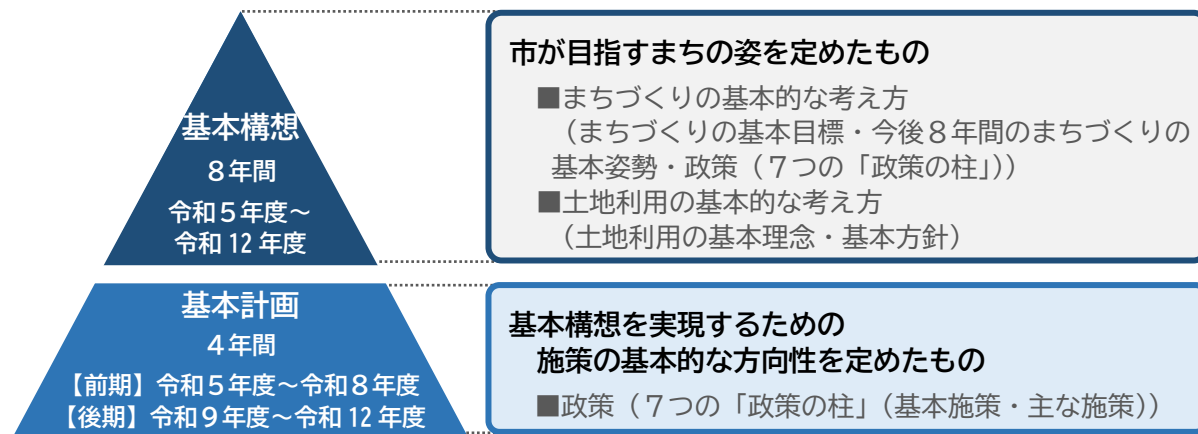 基本構想
8年間
令和5年度～
令和12年度
市が目指すまちの姿を定めたもの
■まちづくりの基本的な考え方
（まちづくりの基本目標・今後8年間のまちづくりの
基本姿勢・政策（7つの「政策の柱」））
■土地利用の基本的な考え方
（土地利用の基本理念・基本方針）
基本計画
4年間
【前期】令和5年度～令和8年度
【後期】令和9年度～令和12年度
基本構想を実現するための
施策の基本的な方向性を定めたもの
■政策（7つの「政策の柱」（基本施策・主な施策））